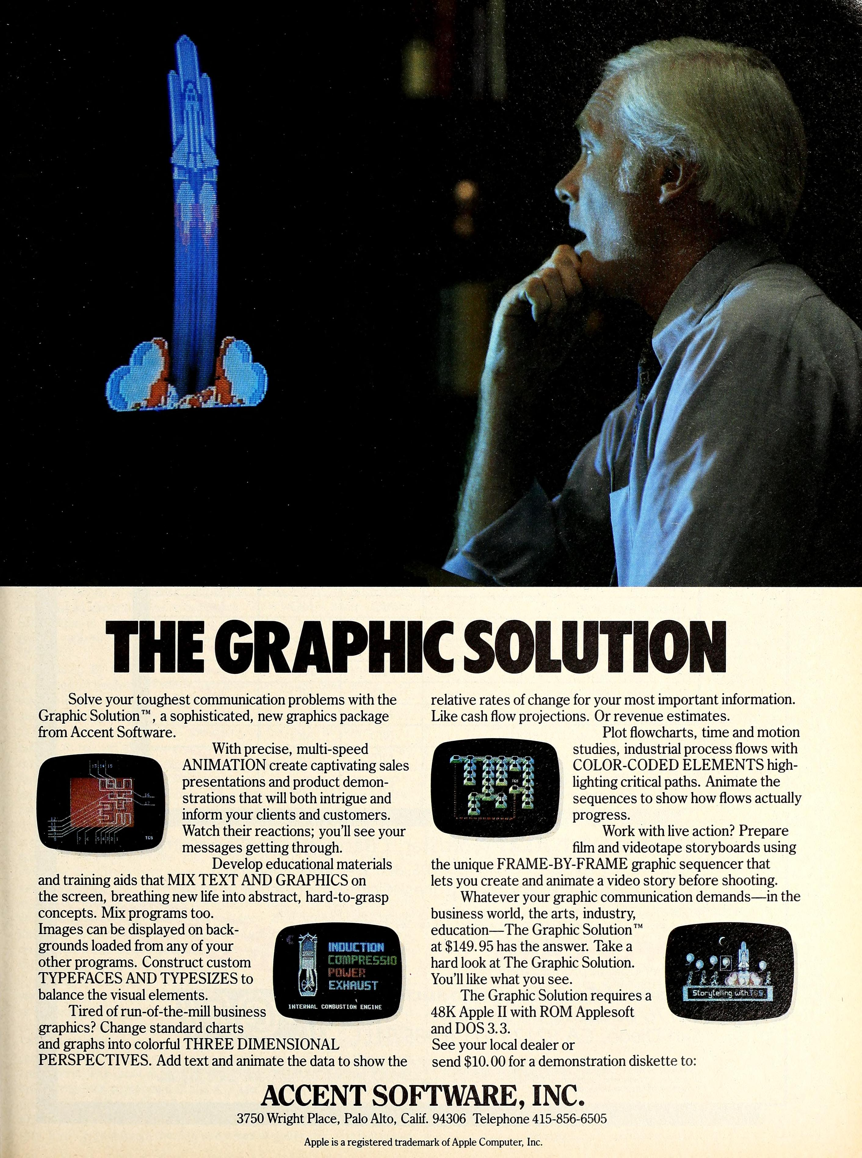 THE GRAPHIC SOLUTION
Solve your toughest communication problems with the
Graphic Solution™, a sophisticated, new graphics package
from Accent Software.
With precise, multi-speed
ANIMATION create captivating sales
presentations and product demon-
strations that will both intrigue and
inform your clients and customers.
Watch their reactions; you'll see your
messages getting through.
Develop educational materials
and training aids that MIX TEXT AND GRAPHICS on
the screen, breathing new life into abstract, hard-to-grasp
concepts. Mix programs too.
Images can be displayed on back-
grounds loaded from any of your
other programs. Construct custom
TYPEFACES AND TYPESIZES to
balance the visual elements.
Tired of run-of-the-mill business
graphics? Change standard charts
and graphs into colorful THREE DIMENSIONAL
PERSPECTIVES. Add text and animate the data to show the
INDUCTION
COMPRESSIO
POWER
EXHAUST
INTERNAL COMBUSTION ENGINE
relative rates of change for your most important information.
Like cash flow projections. Or revenue estimates.
Plot flowcharts, time and motion
studies, industrial process flows with
COLOR-CODED ELEMENTS high-
lighting critical paths. Animate the
sequences to show how flows actually
progress.
Work with live action? Prepare
film and videotape storyboards using
the unique FRAME-BY-FRAME graphic sequencer that
lets you create and animate a video story before shooting.
Whatever your graphic communication demands—in the
business world, the arts, industry,
education—The Graphic Solution™
at $149.95 has the answer. Take a
hard look at The Graphic Solution.
You'll like what you see.
The Graphic Solution requires a
48K Apple II with ROM Applesoft
and DOS 3.3.
See your local dealer or
send $10.00 for a demonstration diskette to:
Storytelling with TGS
ACCENT SOFTWARE, INC.
3750 Wright Place, Palo Alto, Calif. 94306 Telephone 415-856-6505
Apple is a registered trademark of Apple Computer, Inc.